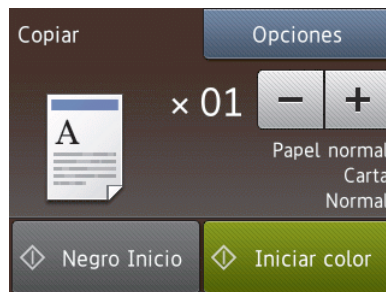 Copiar
Opciones
A
× 01
− +
Papel normal
Carta
Normal
Negro Inicio
Iniciar color